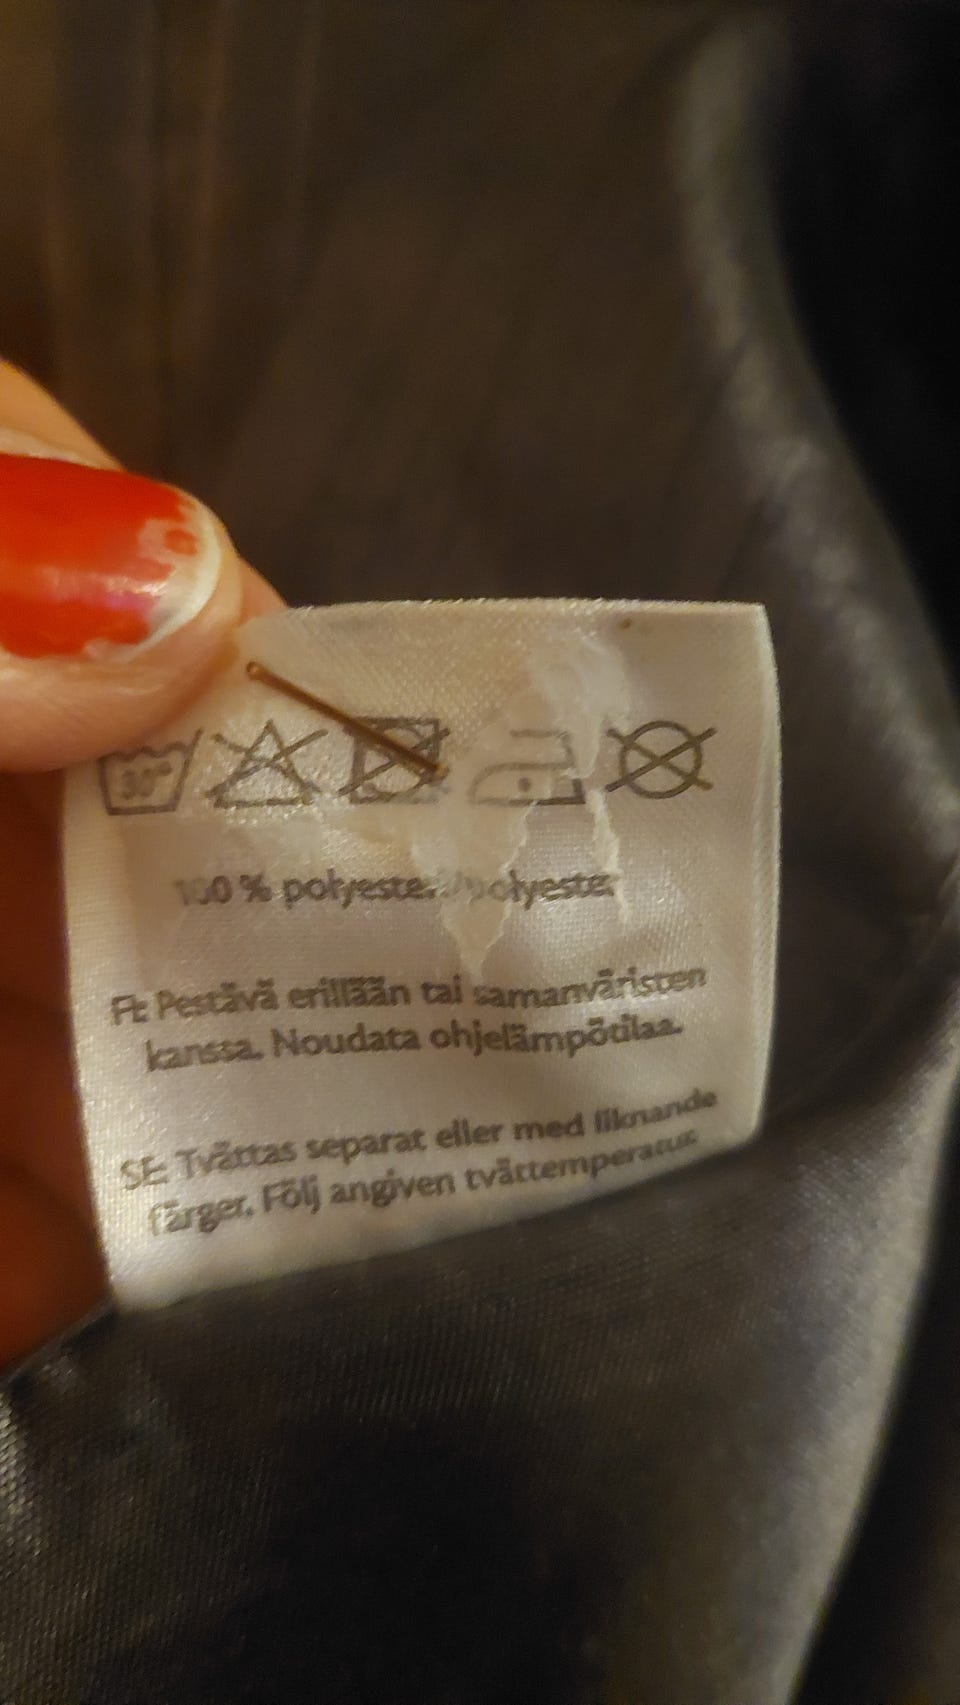 30°
100 % polyesteri/polyester
FI: Pestävä erillään tai samanväristen
kanssa. Noudata ohjelämpötilaa.
SE: Tvättas separat eller med liknande
färger. Följ angiven tvättemperatur.